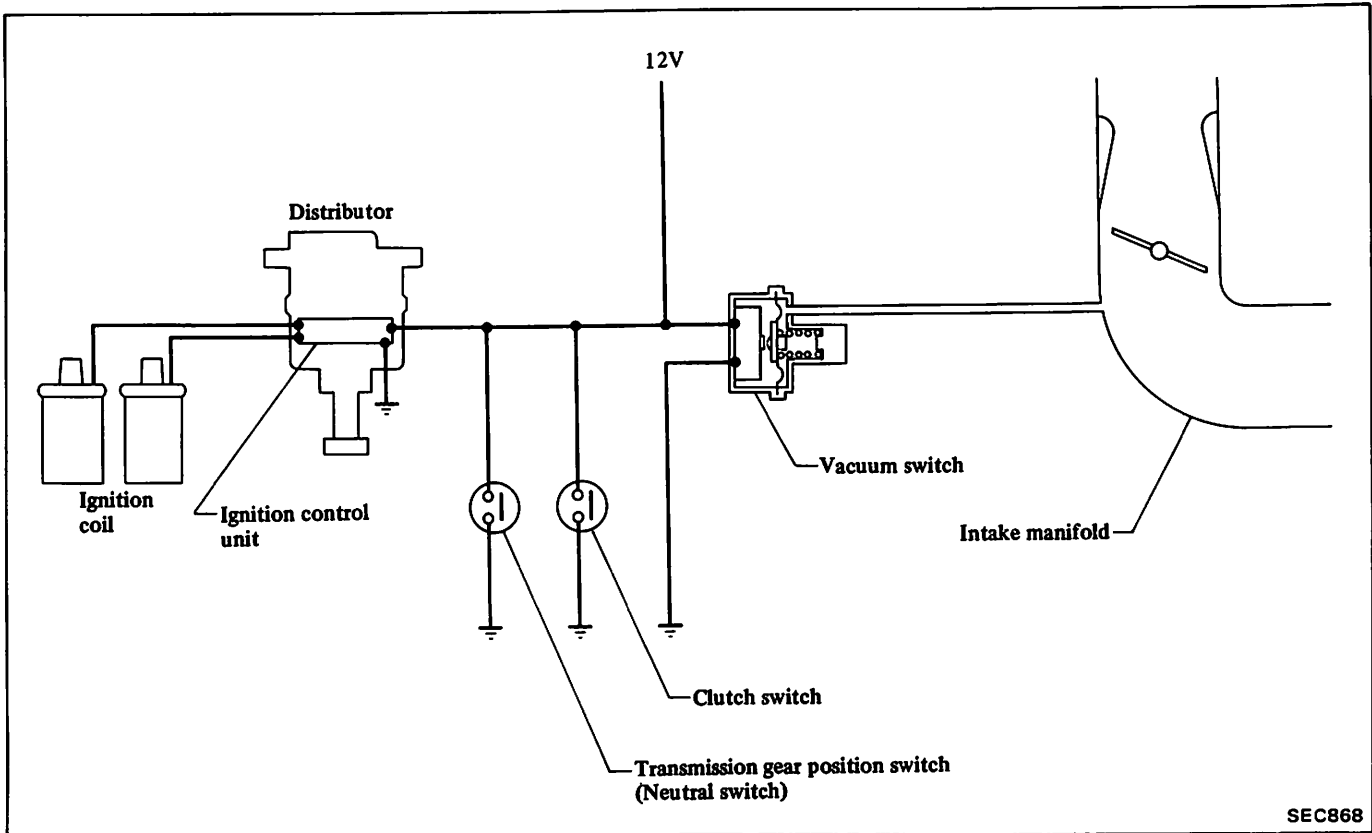 12V
Distributor
Ignition
coil
Ignition control
unit
Vacuum switch
Intake manifold
Clutch switch
Transmission gear position switch
(Neutral switch)
SEC868